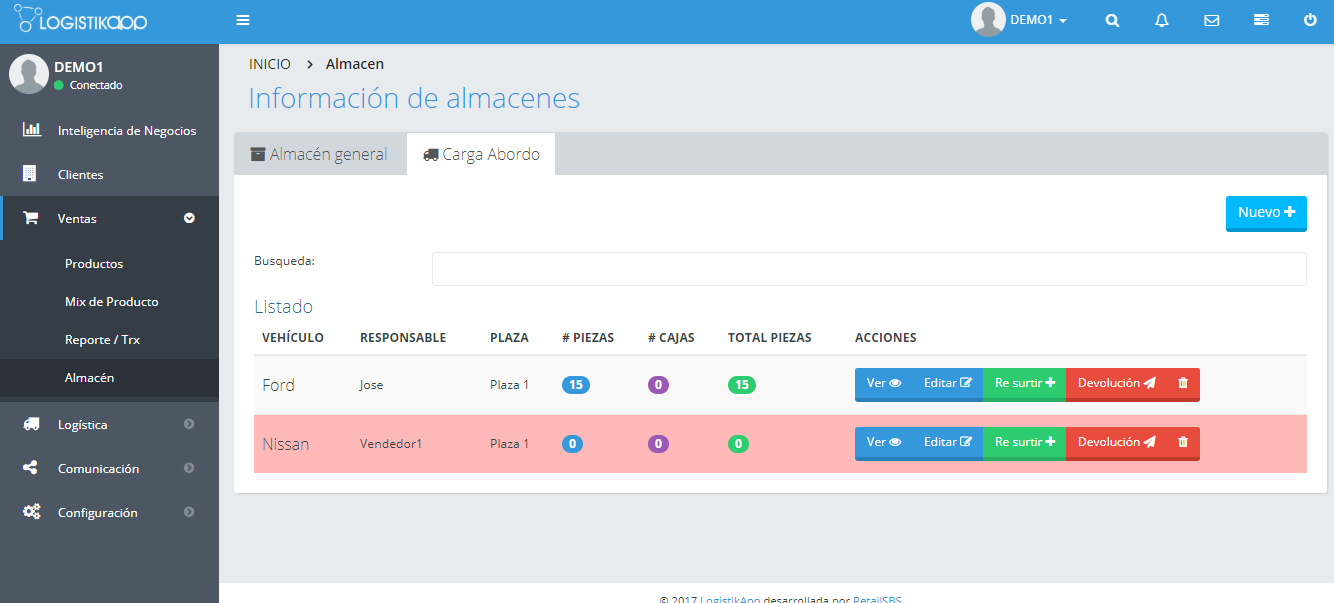 LOGISTIKapp
DEMO1
DEMO1
Conectado
Inteligencia de Negocios
Clientes
Ventas
Productos
Mix de Producto
Reporte / Trx
Almacén
Logística
Comunicación
Configuración
INICIO > Almacen
Información de almacenes
Almacén general Carga Abordo
Nuevo
Busqueda:
Listado
VEHÍCULO RESPONSABLE PLAZA # PIEZAS # CAJAS TOTAL PIEZAS ACCIONES
Ford Jose Plaza 1 15 0 15 Ver Editar Re surtir Devolución
Nissan Vendedor1 Plaza 1 0 0 0 Ver Editar Re surtir Devolución
© 2017 LogistikApp desarrollada por RetailSBS